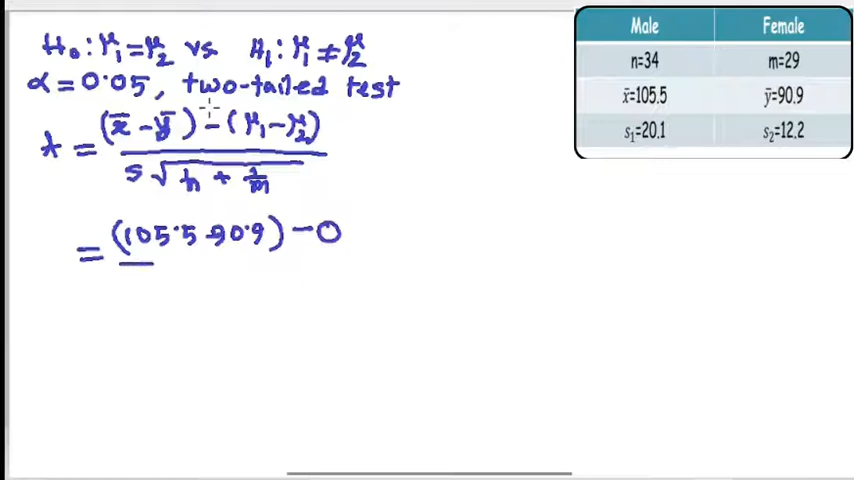 H₀ : μ₁ = μ₂ vs H₁ : μ₁ ≠ μ₂
α = 0.05, two-tailed test
t = (x̄ - ȳ) - (μ₁ - μ₂) / s √(1/n + 1/m)
= (105.5 - 90.9) - 0
Male Female
n=34 m=29
x̄=105.5 ȳ=90.9
s₁=20.1 s₂=12.2